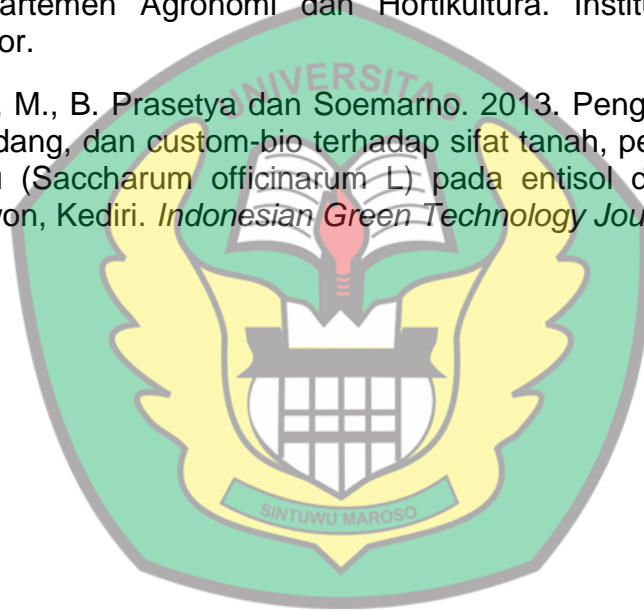 artemen Agronomi dan Hortikultura. Institu
or.
, M., B. Prasetya dan Soemarno. 2013. Peng
dang, dan custom-bio terhadap sifat tanah, pe
u (Saccharum officinarum L) pada entisol d
von, Kediri. Indonesian Green Technology Jou
UNIVERSITAS
SINTUWU MAROSO